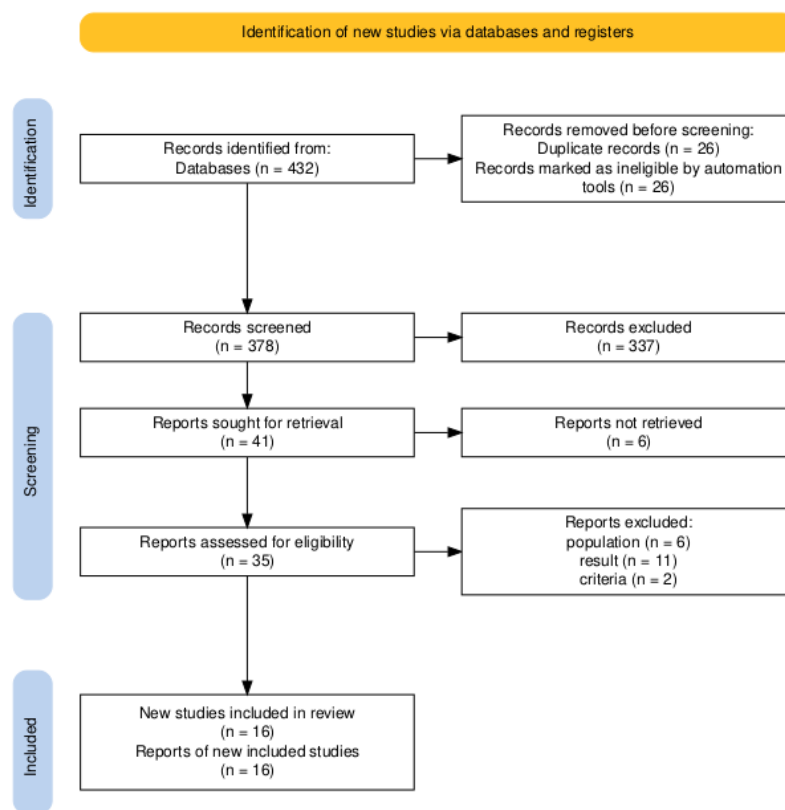 Identification of new studies via databases and registers
Identification
Records identified from:
Databases (n = 432)
Records removed before screening:
Duplicate records (n = 26)
Records marked as ineligible by automation
tools (n = 26)
Screening
Records screened
(n = 378)
Records excluded
(n = 337)
Reports sought for retrieval
(n = 41)
Reports not retrieved
(n = 6)
Reports assessed for eligibility
(n = 35)
Reports excluded:
population (n = 6)
result (n = 11)
criteria (n = 2)
Included
New studies included in review
(n = 16)
Reports of new included studies
(n = 16)